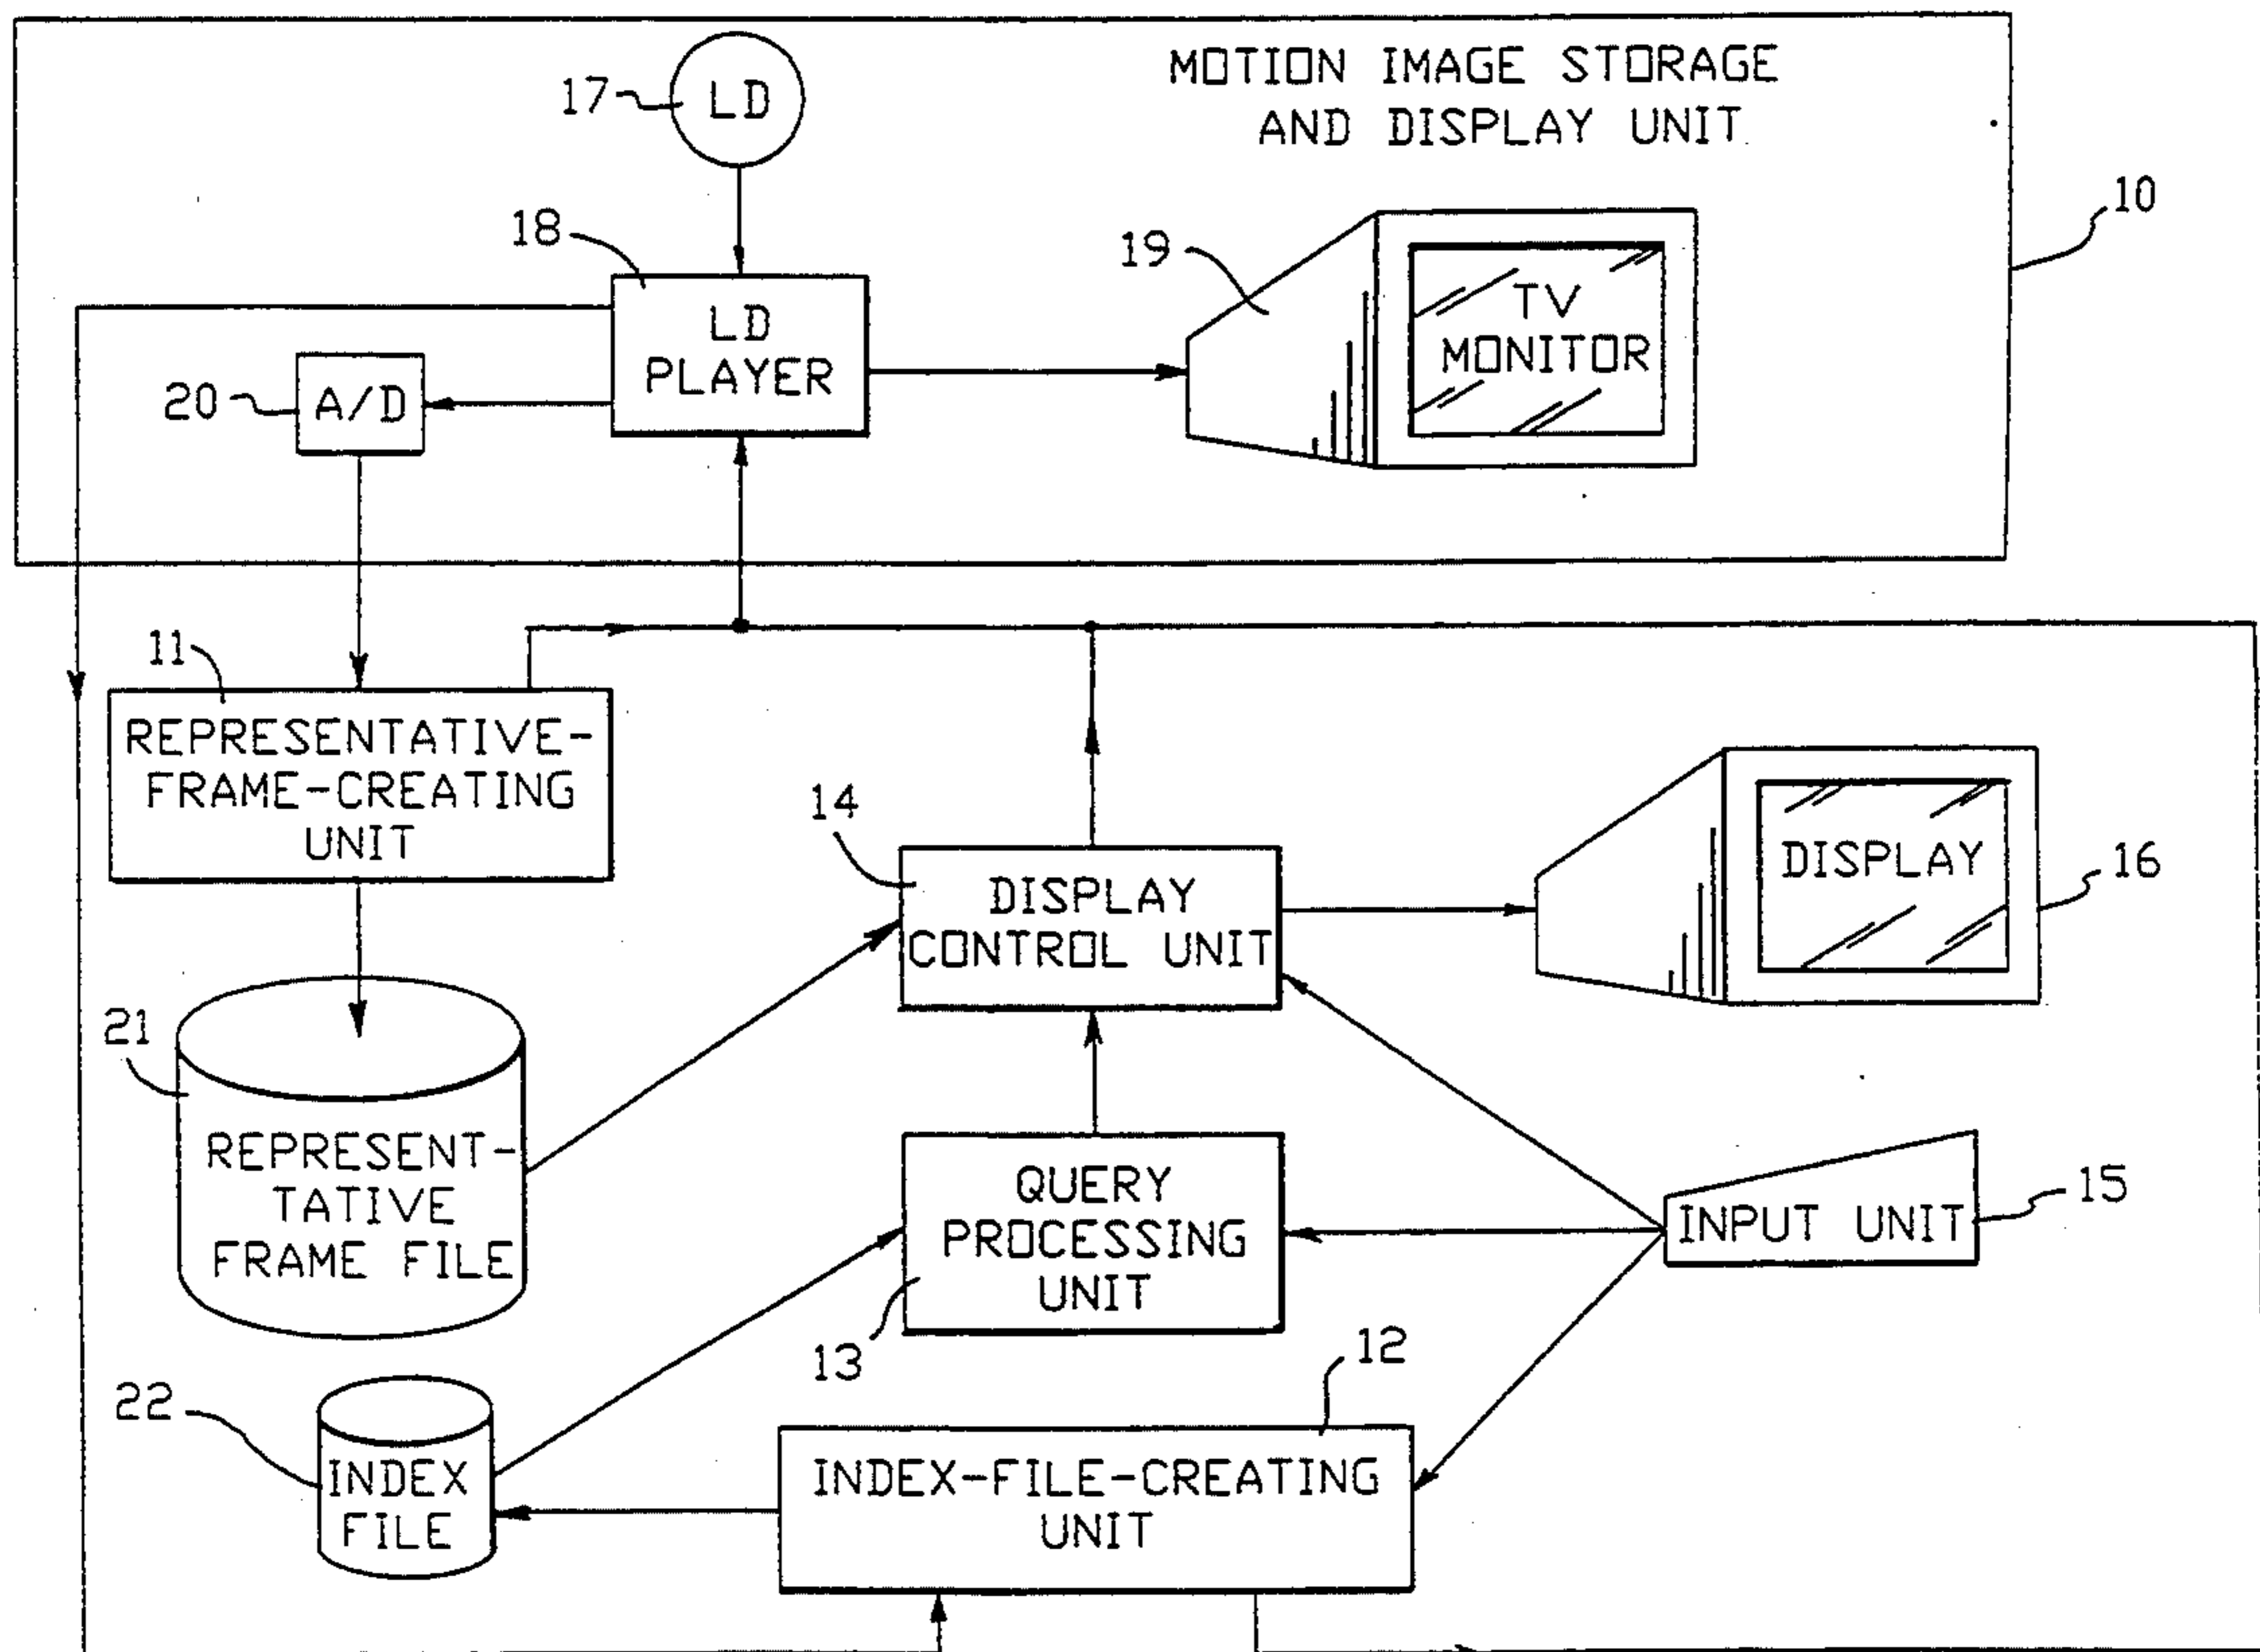 MOTION IMAGE STORAGE
AND DISPLAY UNIT
17
LD
10
18
19
LD
PLAYER
TV
MONITOR
20
A/D
11
REPRESENTATIVE-
FRAME-CREATING
UNIT
14
DISPLAY
CONTROL UNIT
DISPLAY
16
21
REPRESENT-
TATIVE
FRAME FILE
QUERY
PROCESSING
UNIT
INPUT UNIT
15
13
12
22
INDEX
FILE
INDEX-FILE-CREATING
UNIT